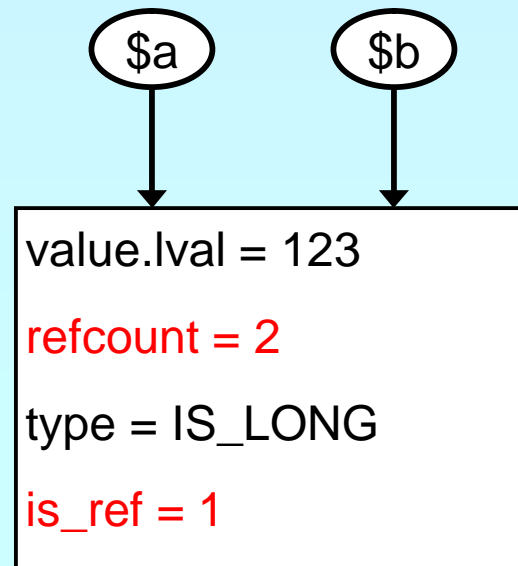 $a $b
value.lval = 123
refcount = 2
type = IS_LONG
is_ref = 1